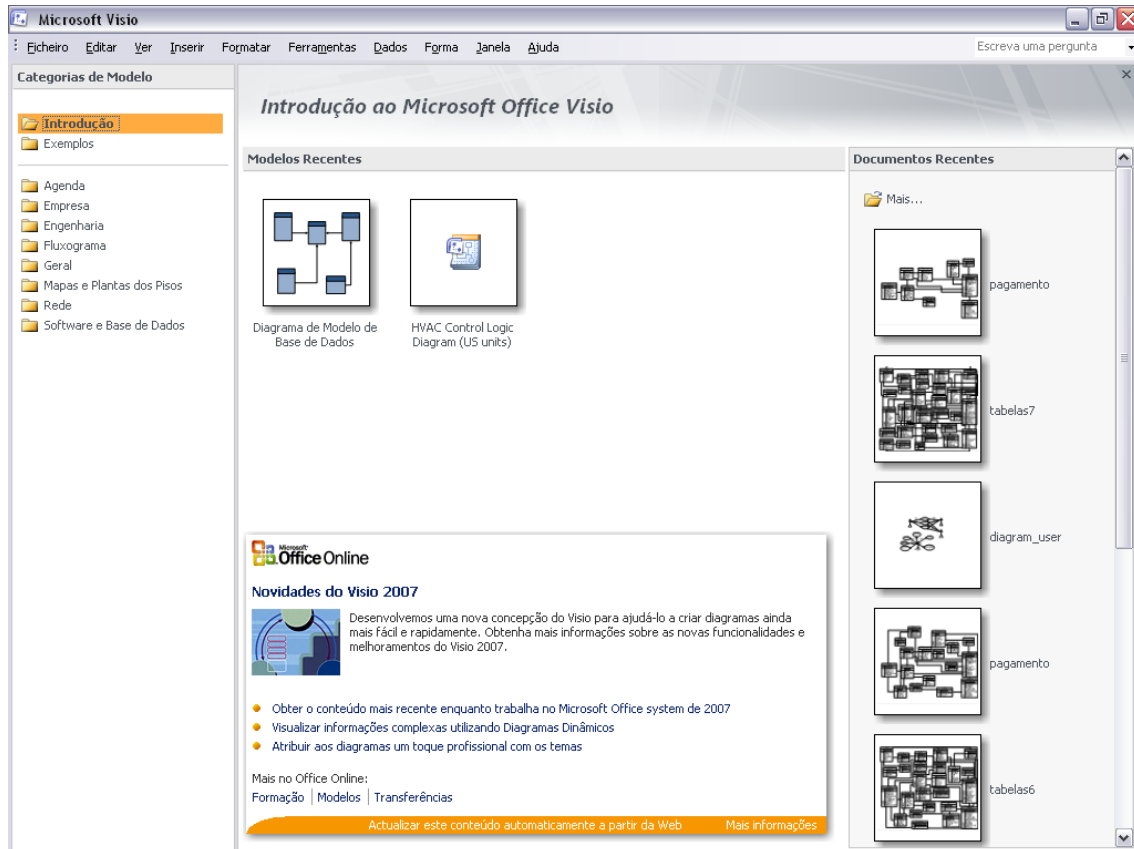 Microsoft Visio
Ficheiro Editar Ver Inserir Formatar Ferramentas Dados Forma Janela Ajuda
Escreva uma pergunta
Categorias de Modelo
Introdução
Exemplos
Agenda
Empresa
Engenharia
Fluxograma
Geral
Mapas e Plantas dos Pisos
Rede
Software e Base de Dados
Introdução ao Microsoft Office Visio
Modelos Recentes
Diagrama de Modelo de
Base de Dados
HVAC Control Logic
Diagram (US units)
Microsoft
Office Online
Novidades do Visio 2007
Desenvolvemos uma nova concepção do Visio para ajudá-lo a criar diagramas ainda
mais fácil e rapidamente. Obtenha mais informações sobre as novas funcionalidades e
melhoramentos do Visio 2007.
Obter o conteúdo mais recente enquanto trabalha no Microsoft Office system de 2007
Visualizar informações complexas utilizando Diagramas Dinâmicos
Atribuir aos diagramas um toque profissional com os temas
Mais no Office Online:
Formação | Modelos | Transferências
Actualizar este conteúdo automaticamente a partir da Web Mais informações
Documentos Recentes
Mais...
pagamento
tabelas7
diagram_user
pagamento
tabelas6